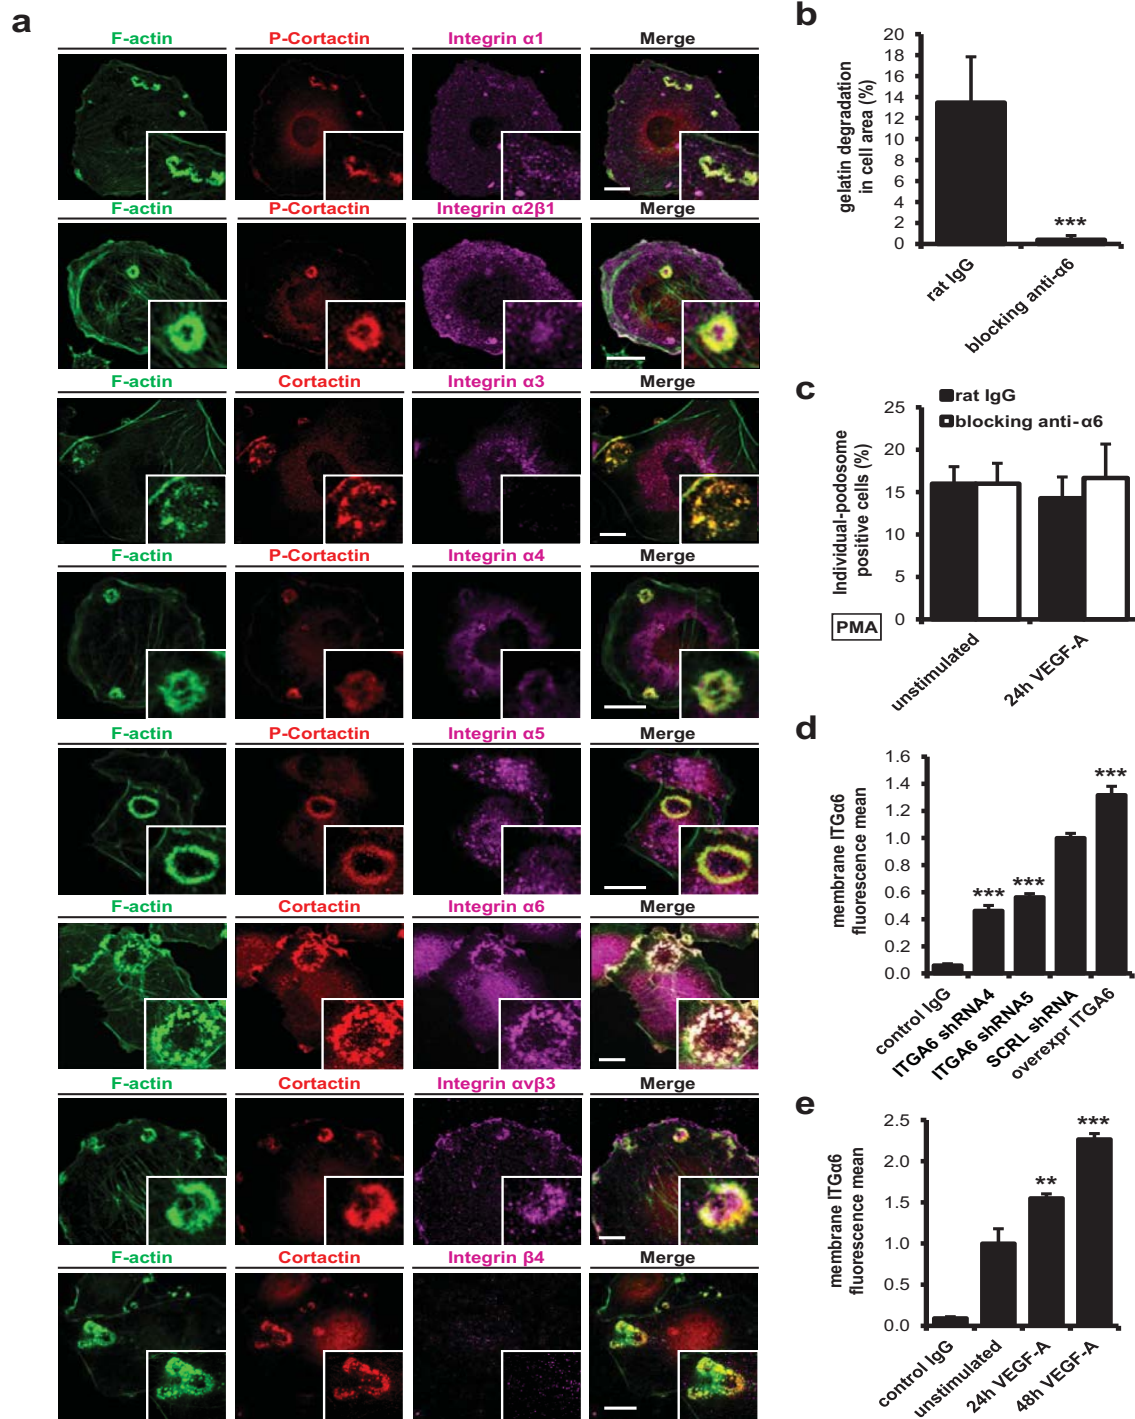 a
F-actin P-Cortactin Integrin α1 Merge
F-actin P-Cortactin Integrin α2β1 Merge
F-actin Cortactin Integrin α3 Merge
F-actin P-Cortactin Integrin α4 Merge
F-actin P-Cortactin Integrin α5 Merge
F-actin Cortactin Integrin α6 Merge
F-actin Cortactin Integrin αvβ3 Merge
F-actin Cortactin Integrin β4 Merge
b
gelatin degradation
in cell area (%)
20
18
16
14
12
10
8
6
4
2
0
***
rat IgG
blocking anti-α6
c
rat IgG
blocking anti-α6
Individual-podosome
positive cells (%)
25
20
15
10
5
0
PMA
unstimulated
24h VEGF-A
d
membrane ITGα6
fluorescence mean
1.6
1.4
1.2
1.0
0.8
0.6
0.4
0.2
0.0
*** *** ***
control IgG
ITGA6 shRNA4
ITGA6 shRNA5
SCRL shRNA
overexpr ITGA6
e
membrane ITGα6
fluorescence mean
2.5
2.0
1.5
1.0
0.5
0.0
** ***
control IgG
unstimulated
24h VEGF-A
48h VEGF-A